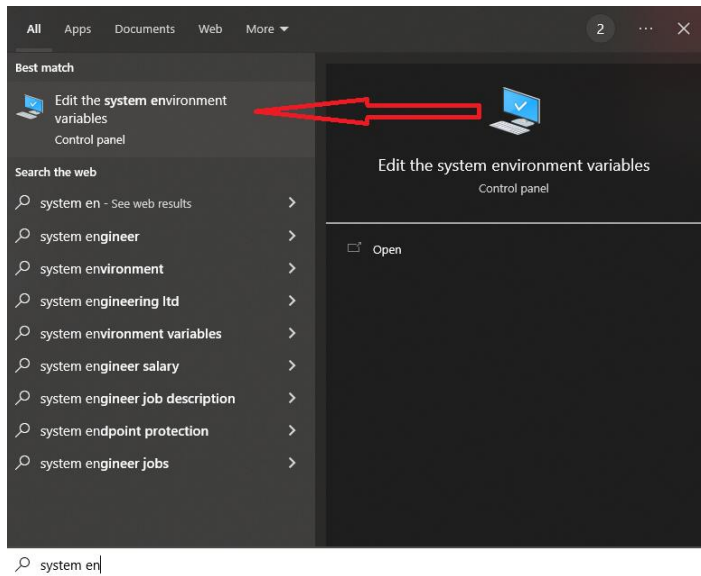 All Apps Documents Web More 2 ...
Best match
Edit the system environment
variables
Control panel
Search the web
system en - See web results
system engineer
system environment
system engineering ltd
system environment variables
system engineer salary
system engineer job description
system endpoint protection
system engineer jobs
Edit the system environment variables
Control panel
Open
system en